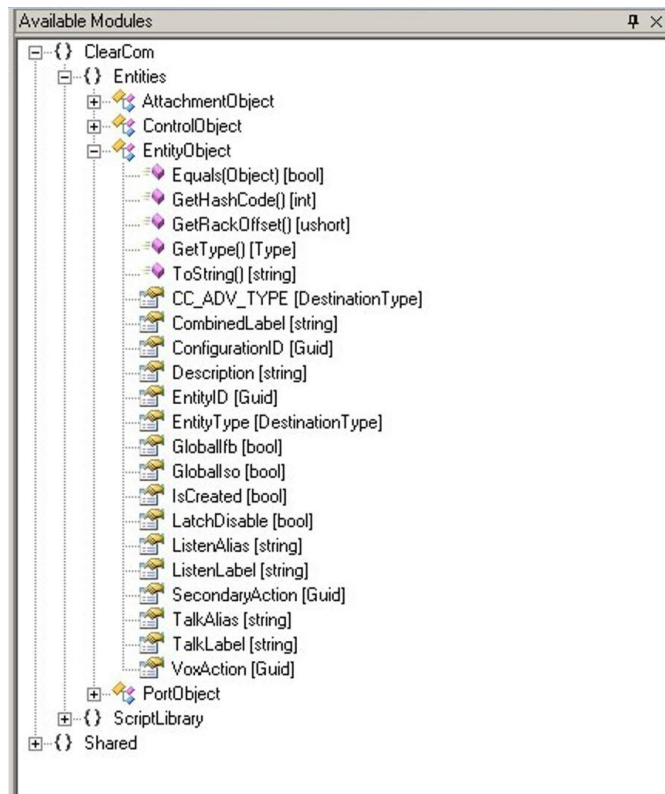 Available Modules
{} ClearCom
{} Entities
AttachmentObject
ControlObject
EntityObject
Equals(Object) [bool]
GetHashCode() [int]
GetRackOffset() [ushort]
GetType() [Type]
ToString() [string]
CC_ADV_TYPE [DestinationType]
CombinedLabel [string]
ConfigurationID [Guid]
Description [string]
EntityID [Guid]
EntityType [DestinationType]
GlobalIfb [bool]
GlobalIso [bool]
IsCreated [bool]
LatchDisable [bool]
ListenAlias [string]
ListenLabel [string]
SecondaryAction [Guid]
TalkAlias [string]
TalkLabel [string]
VoxAction [Guid]
PortObject
{} ScriptLibrary
{} Shared